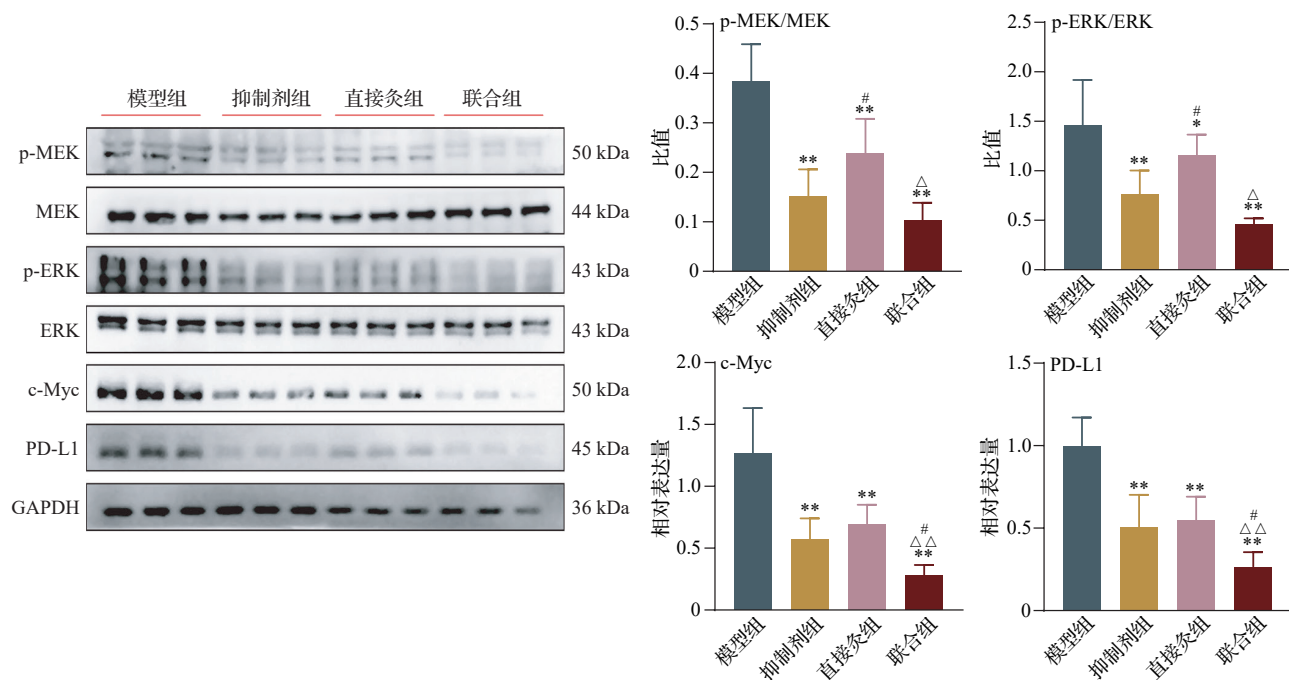 模型组 抑制剂组 直接灸组 联合组
p-MEK 50 kDa
MEK 44 kDa
p-ERK 43 kDa
ERK 43 kDa
c-Myc 50 kDa
PD-L1 45 kDa
GAPDH 36 kDa
p-MEK/MEK
比值
0.5
0.4
0.3
0.2
0.1
0
**
#
**
△
**
模型组 抑制剂组 直接灸组 联合组
p-ERK/ERK
比值
2.5
2.0
1.5
1.0
0.5
0
**
#
*
△
**
模型组 抑制剂组 直接灸组 联合组
c-Myc
相对表达量
2.0
1.5
1.0
0.5
0
**
**
#
△△
**
模型组 抑制剂组 直接灸组 联合组
PD-L1
相对表达量
1.5
1.0
0.5
0
**
**
#
△△
**
模型组 抑制剂组 直接灸组 联合组